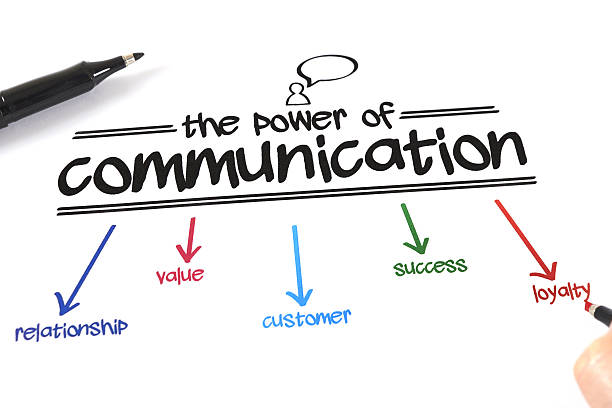 the power of
communication
relationship
value
customer
success
loyalty